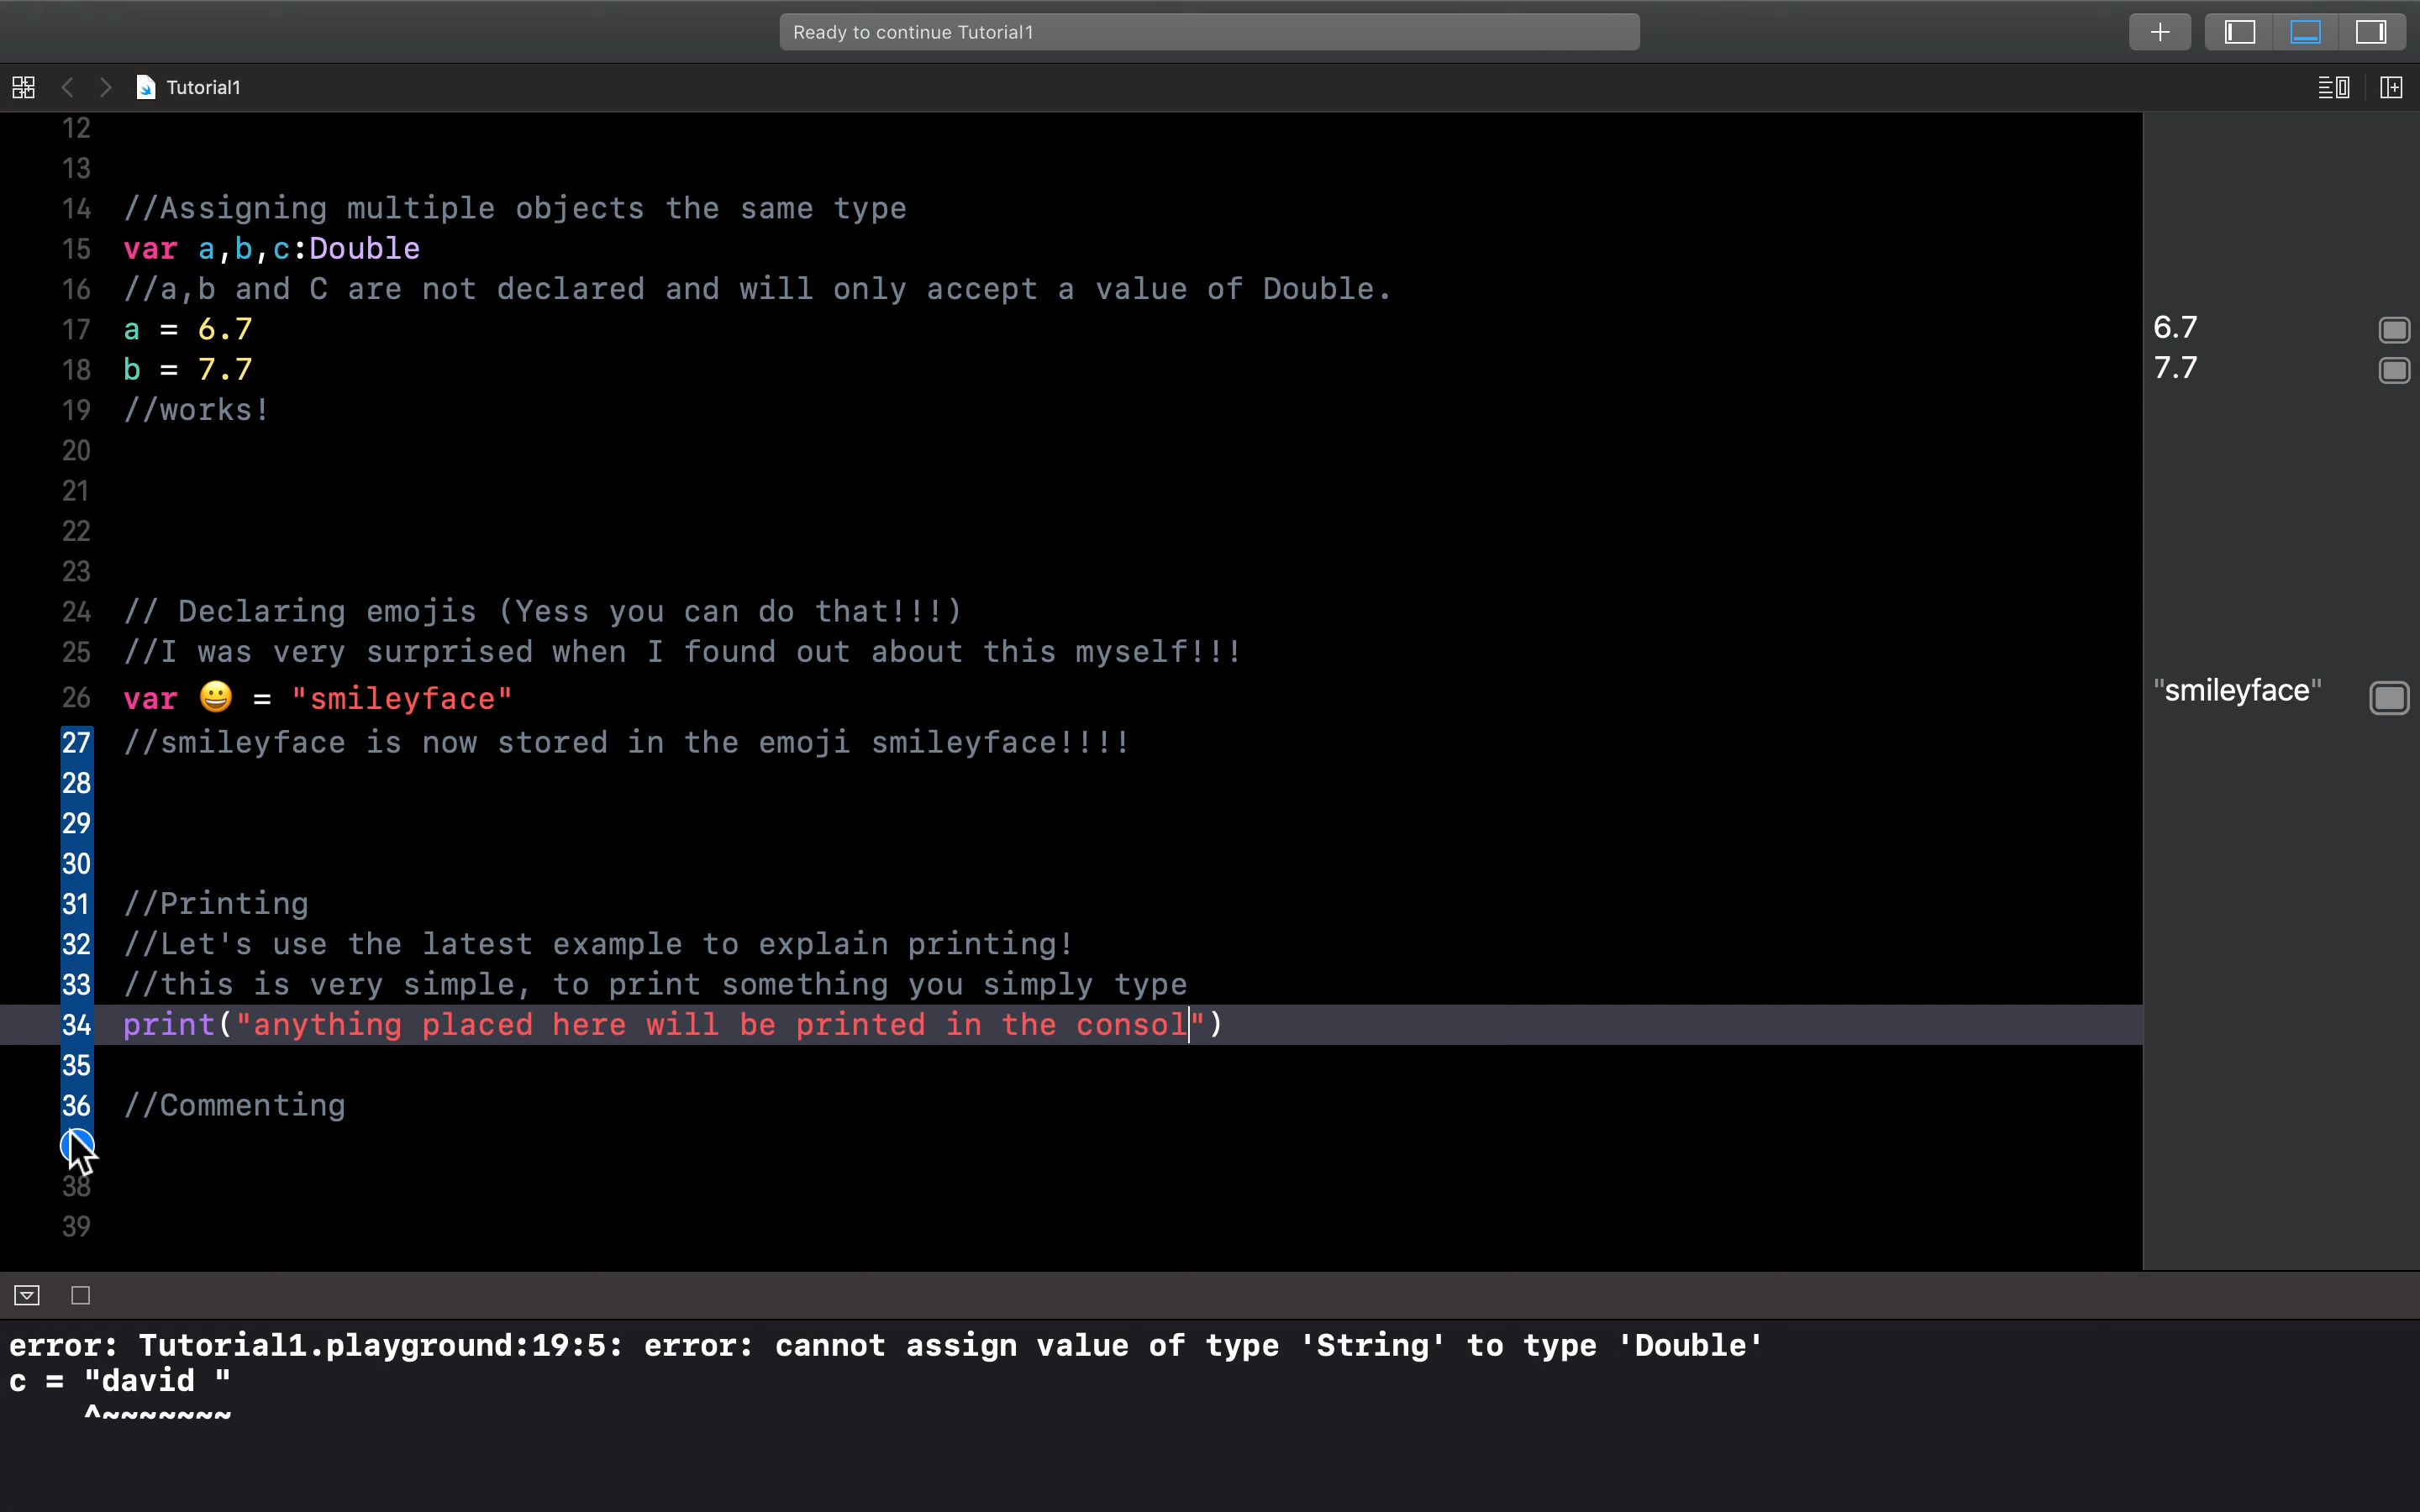 Ready to continue Tutorial1
Tutorial1
12
13
14 //Assigning multiple objects the same type
15 var a,b,c:Double
16 //a,b and C are not declared and will only accept a value of Double.
17 a = 6.7 6.7
18 b = 7.7 7.7
19 //works!
20
21
22
23
24 // Declaring emojis (Yess you can do that!!!)
25 //I was very surprised when I found out about this myself!!!
26 var 😀 = "smileyface" "smileyface"
27 //smileyface is now stored in the emoji smileyface!!!!
28
29
30
31 //Printing
32 //Let's use the latest example to explain printing!
33 //this is very simple, to print something you simply type
34 print("anything placed here will be printed in the consol")
35
36 //Commenting
38
39
error: Tutorial1.playground:19:5: error: cannot assign value of type 'String' to type 'Double'
c = "david "
^~~~~~~~